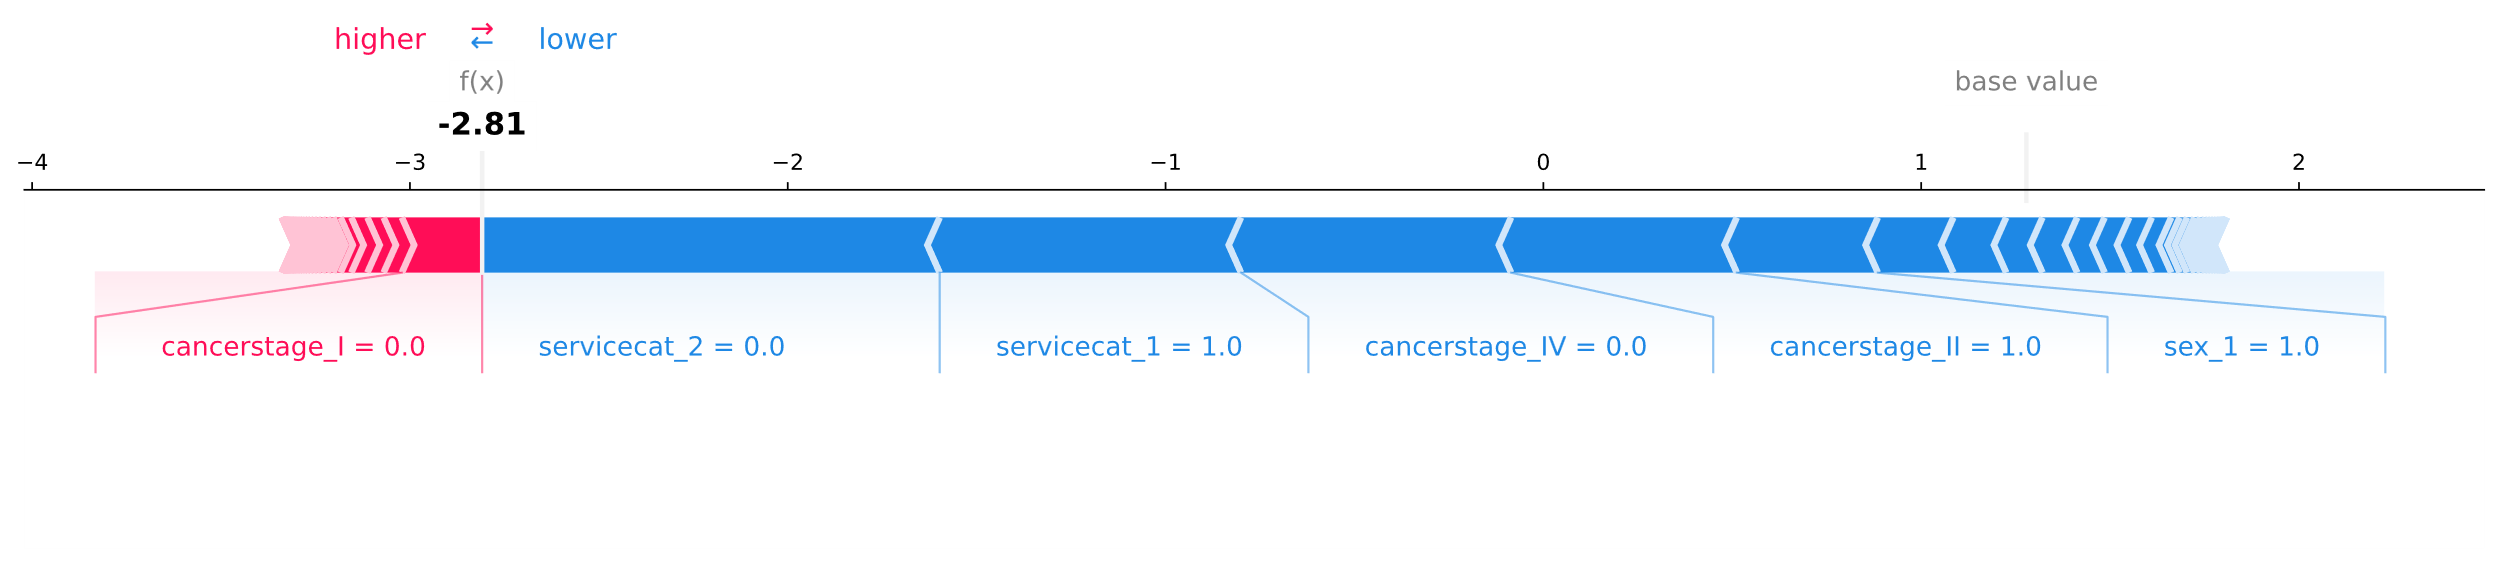 higher ⇄ lower
f(x) base value
-2.81
−4 −3 −2 −1 0 1 2
cancerstage_I = 0.0 servicecat_2 = 0.0 servicecat_1 = 1.0 cancerstage_IV = 0.0 cancerstage_II = 1.0 sex_1 = 1.0